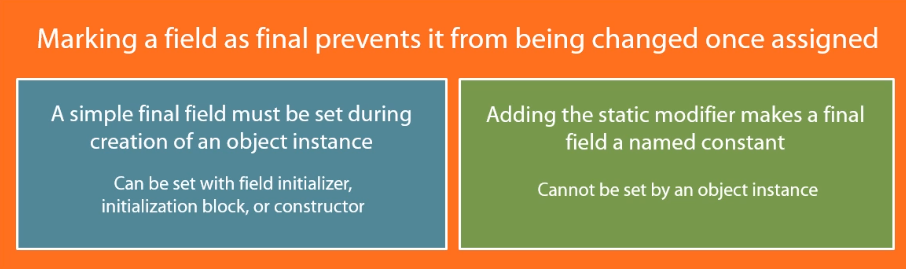 Marking a field as final prevents it from being changed once assigned
A simple final field must be set during
creation of an object instance
Can be set with field initializer,
initialization block, or constructor
Adding the static modifier makes a final
field a named constant
Cannot be set by an object instance